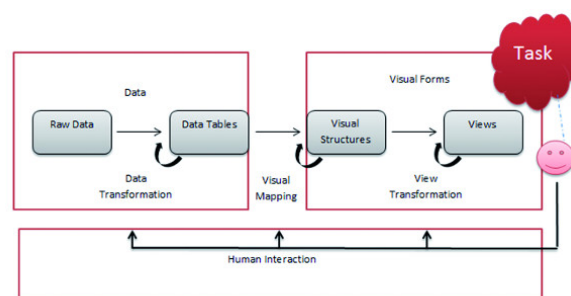 Task
Data
Visual Forms
Raw Data
Data Tables
Visual
Structures
Views
Data
Transformation
Visual
Mapping
View
Transformation
Human Interaction